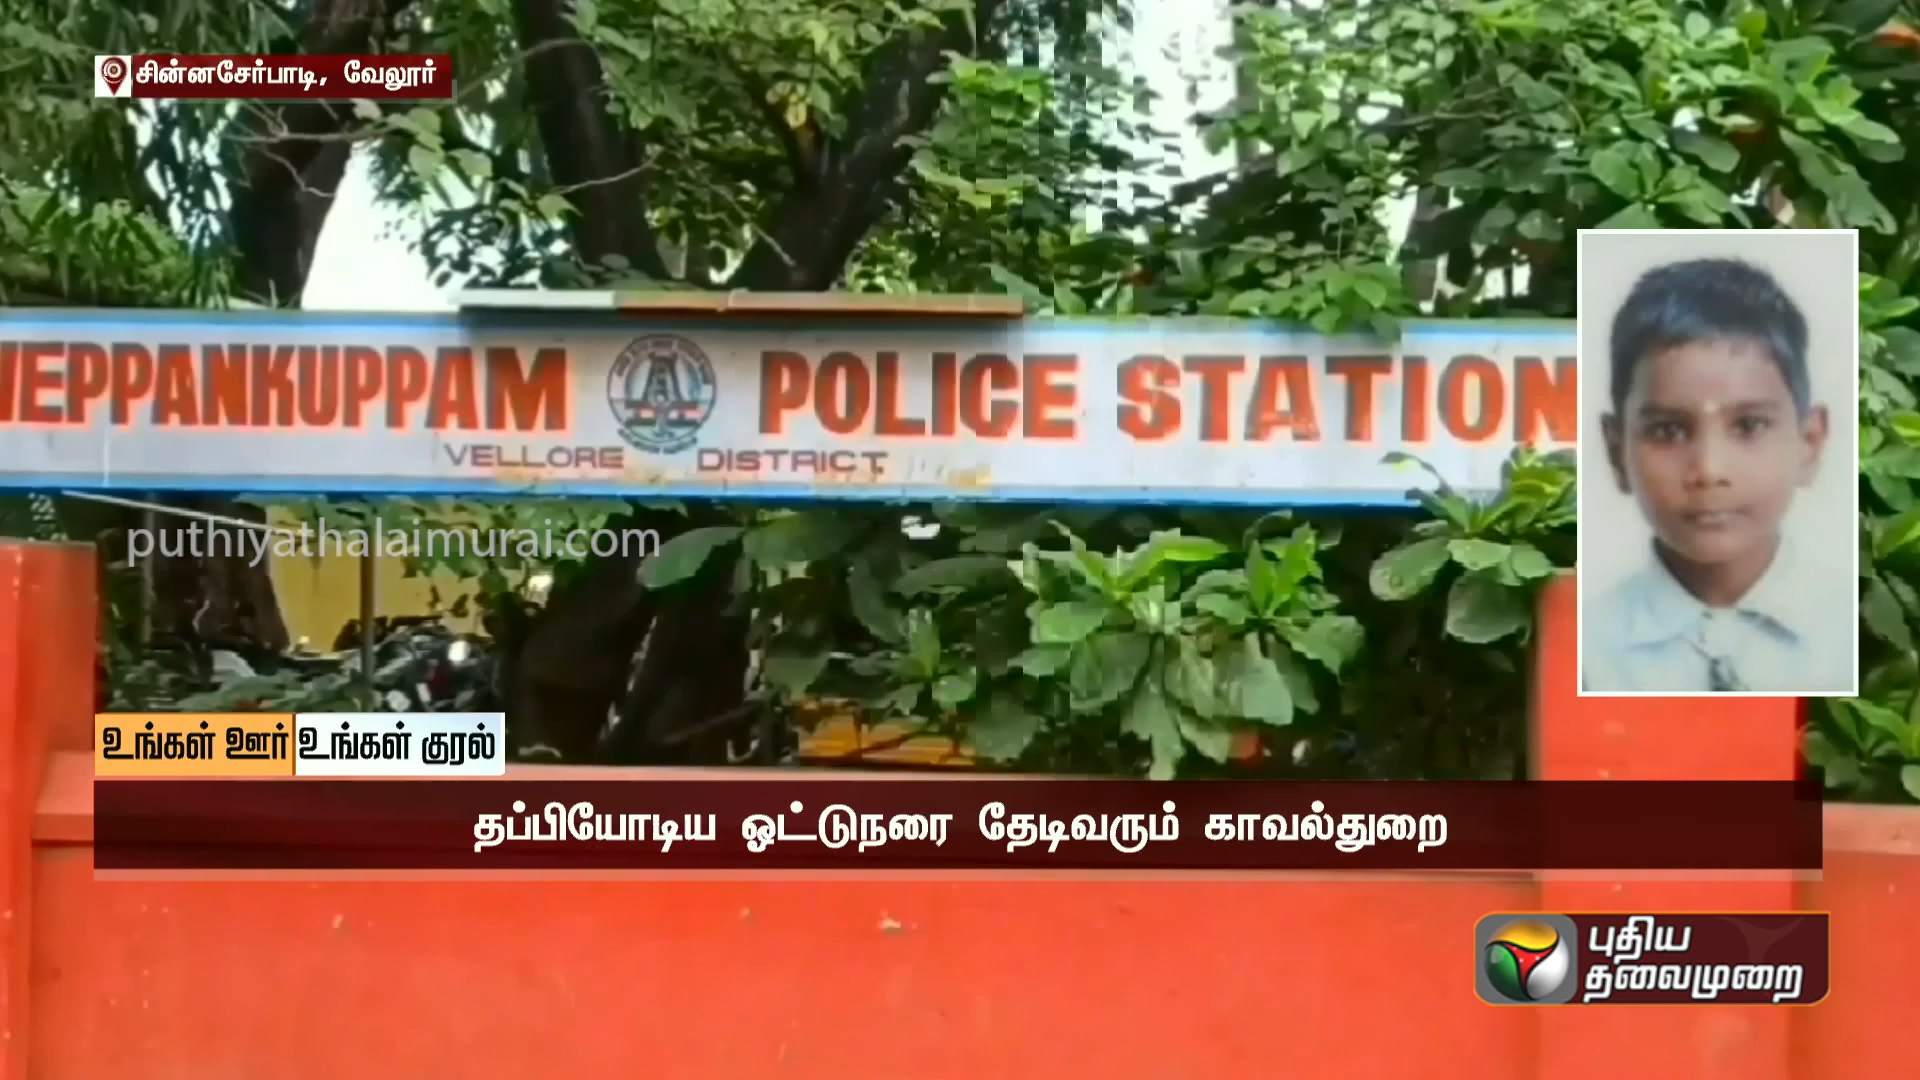 சின்னசேர்பாடி, வேலூர்
VEPPANKUPPAM POLICE STATION
VELLORE DISTRICT
puthiyathalaimurai.com
உங்கள் ஊர் உங்கள் குரல்
தப்பியோடிய ஓட்டுநரை தேடிவரும் காவல்துறை
புதிய
தலைமுறை